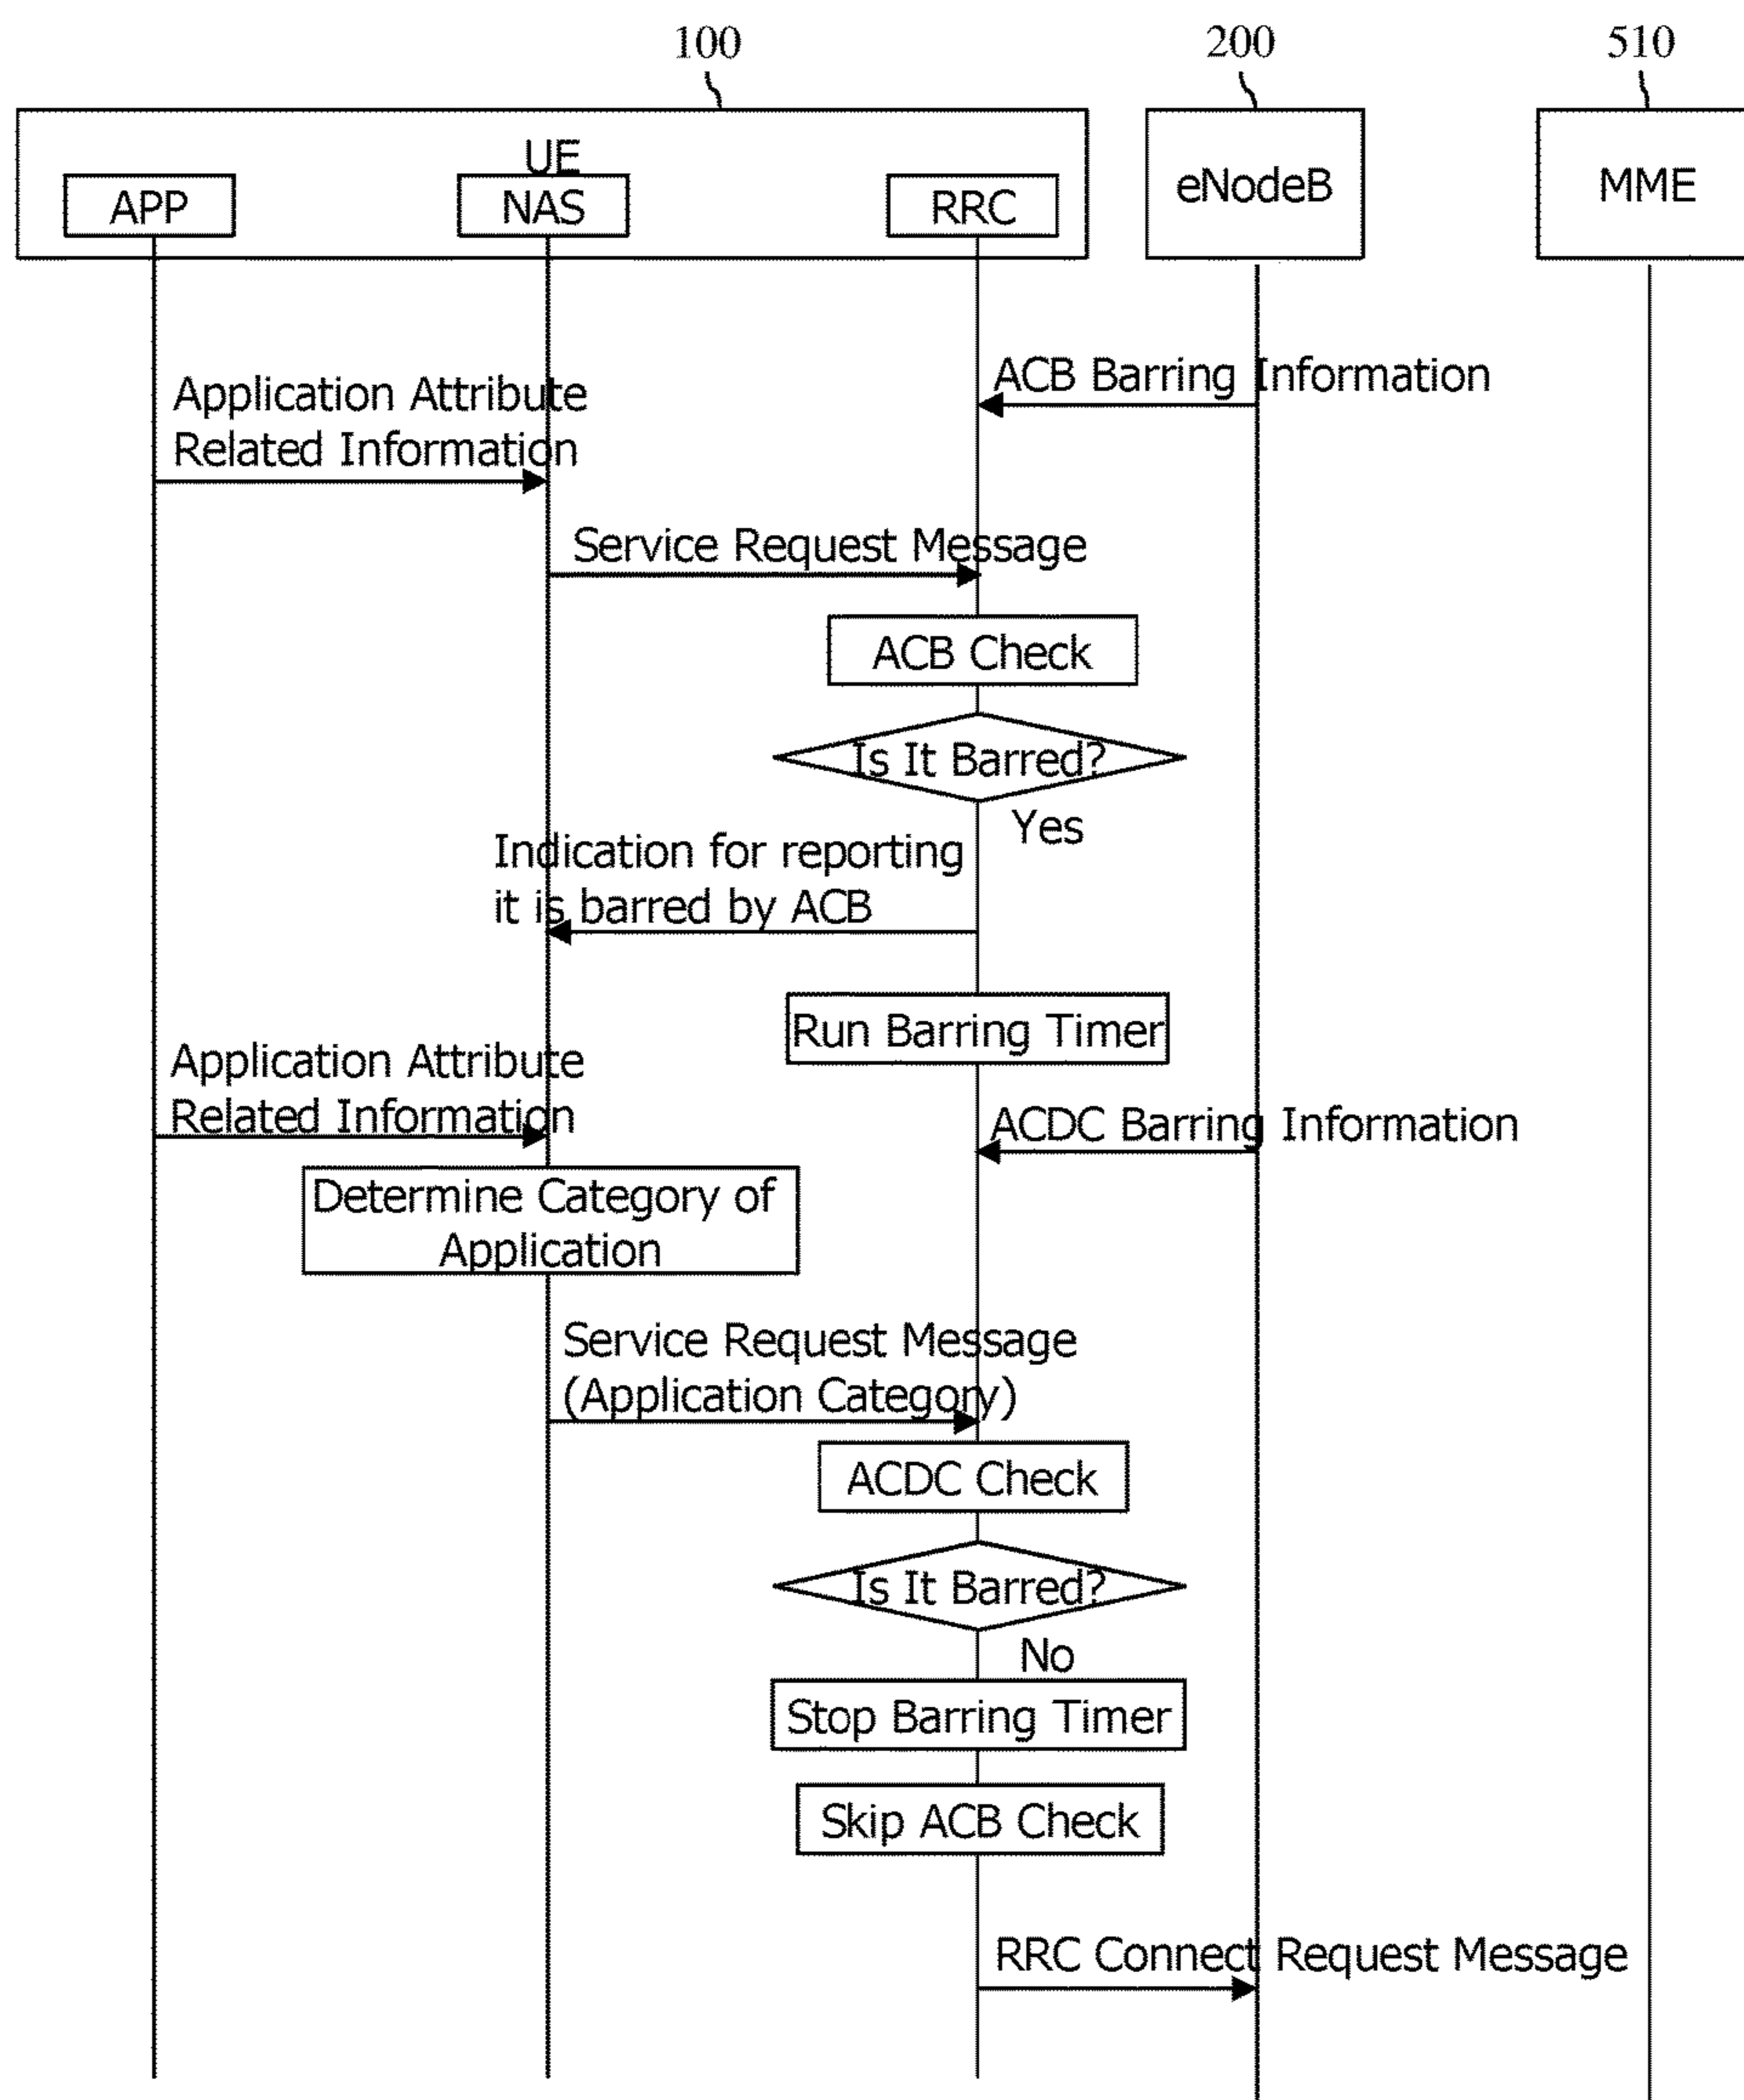 100
200
510
UE
APP
NAS
RRC
eNodeB
MME
ACB Barring Information
Application Attribute
Related Information
Service Request Message
ACB Check
Is It Barred?
Yes
Indication for reporting
it is barred by ACB
Run Barring Timer
Application Attribute
Related Information
ACDC Barring Information
Determine Category of
Application
Service Request Message
(Application Category)
ACDC Check
Is It Barred?
No
Stop Barring Timer
Skip ACB Check
RRC Connect Request Message